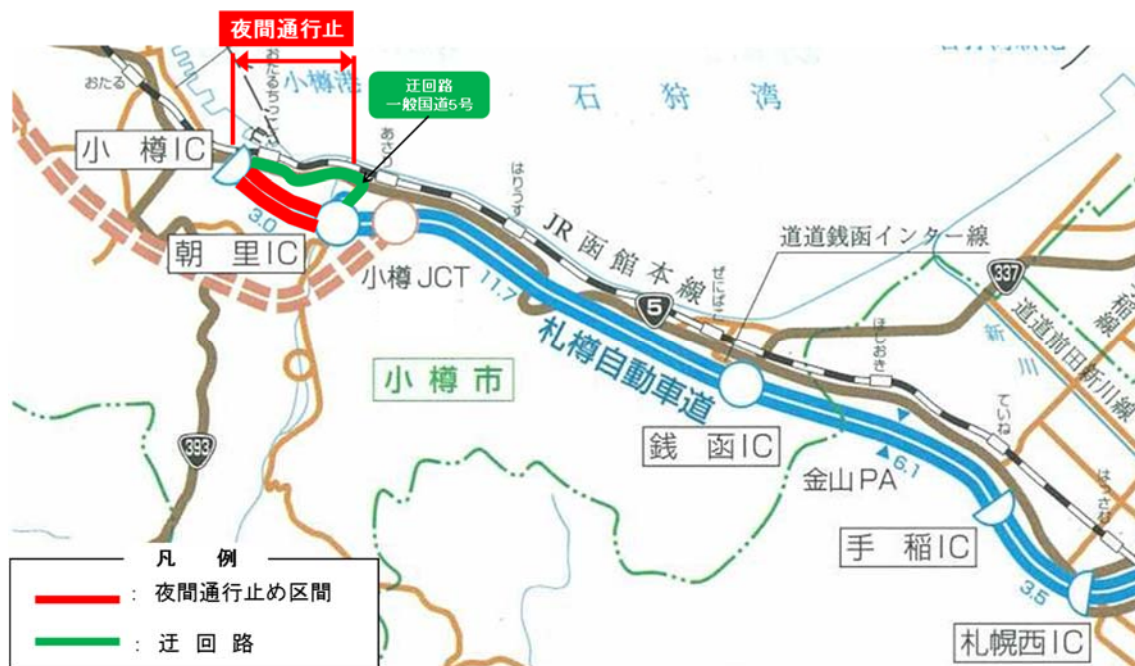 夜間通行止
おたる
おたるちっこう
小樽港
迂回路
一般国道5号
石狩湾
小樽IC
あさり
はりうす
3.0
朝里IC
小樽JCT
11.7
JR函館本線
道道銭函インター線
337
5
ぜにばこ
ほしおき
新川
道道前田新川線
稲線
札樽自動車道
小樽市
ていね
393
銭函IC
6.1
金山PA
はっさむ
手稲IC
3.5
札幌西IC
凡例
: 夜間通行止め区間
: 迂回路